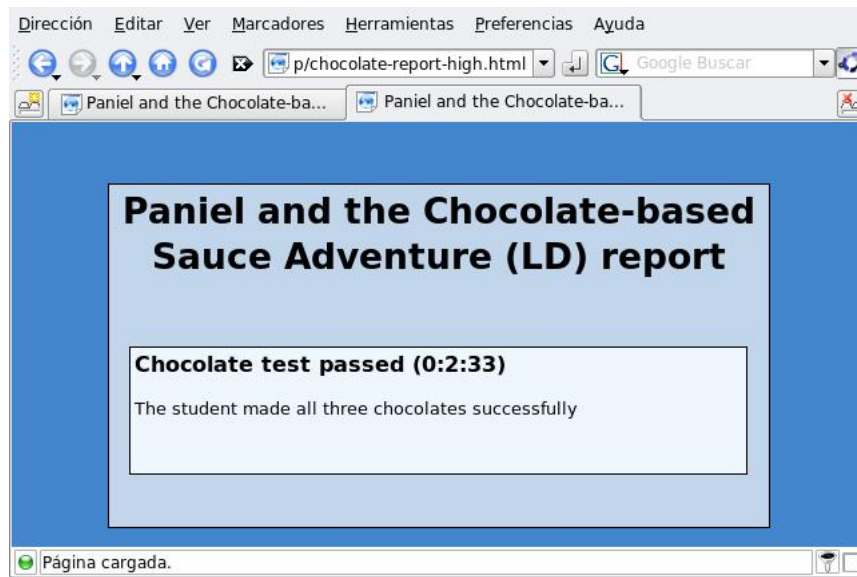 Dirección Editar Ver Marcadores Herramientas Preferencias Ayuda
p/chocolate-report-high.html Google Buscar
Paniel and the Chocolate-ba... Paniel and the Chocolate-ba...
Paniel and the Chocolate-based
Sauce Adventure (LD) report
Chocolate test passed (0:2:33)
The student made all three chocolates successfully
Página cargada.